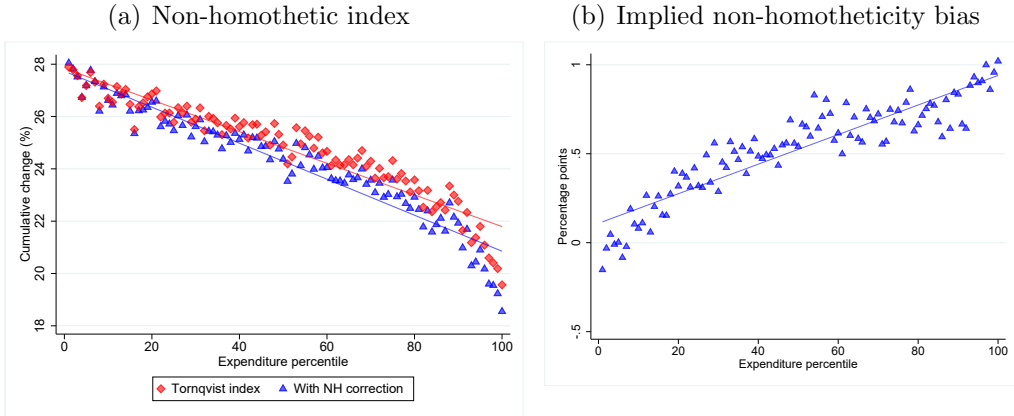 (a) Non-homothetic index
28
26
24
22
20
18
Cumulative change (%)
0
20
40
60
80
100
Expenditure percentile
Tornqvist index
With NH correction
(b) Implied non-homotheticity bias
1
.5
0
-.5
Percentage points
0
20
40
60
80
100
Expenditure percentile